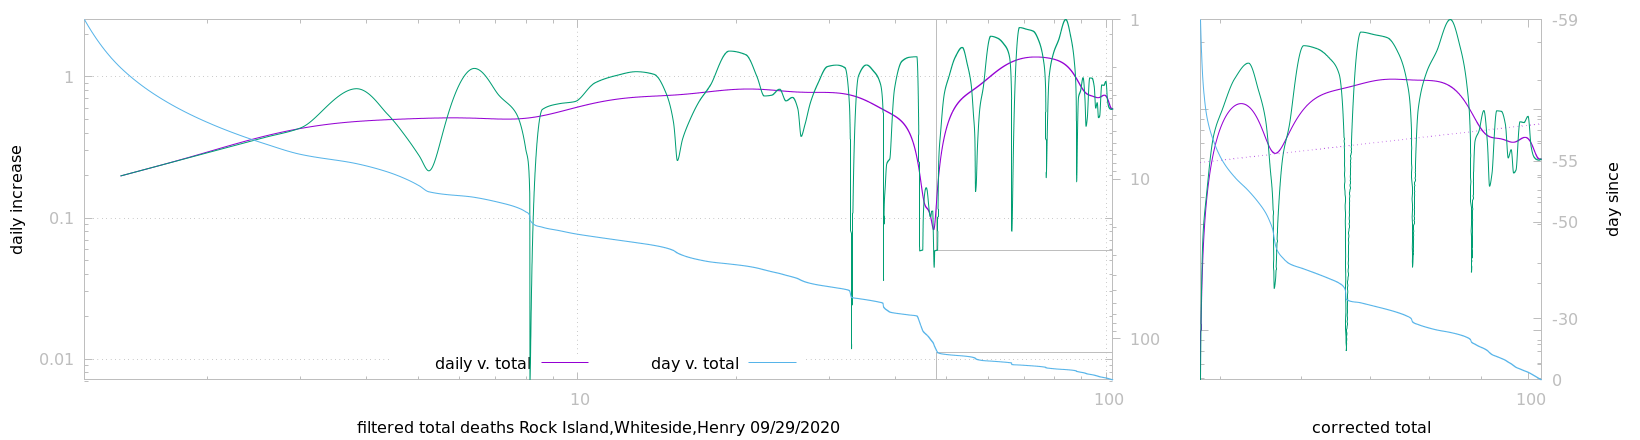 daily increase
1
0.1
0.01
daily v. total
day v. total
10
100
filtered total deaths Rock Island,Whiteside,Henry 09/29/2020
1
10
100
100
corrected total
-59
-55
-50
-30
0
day since